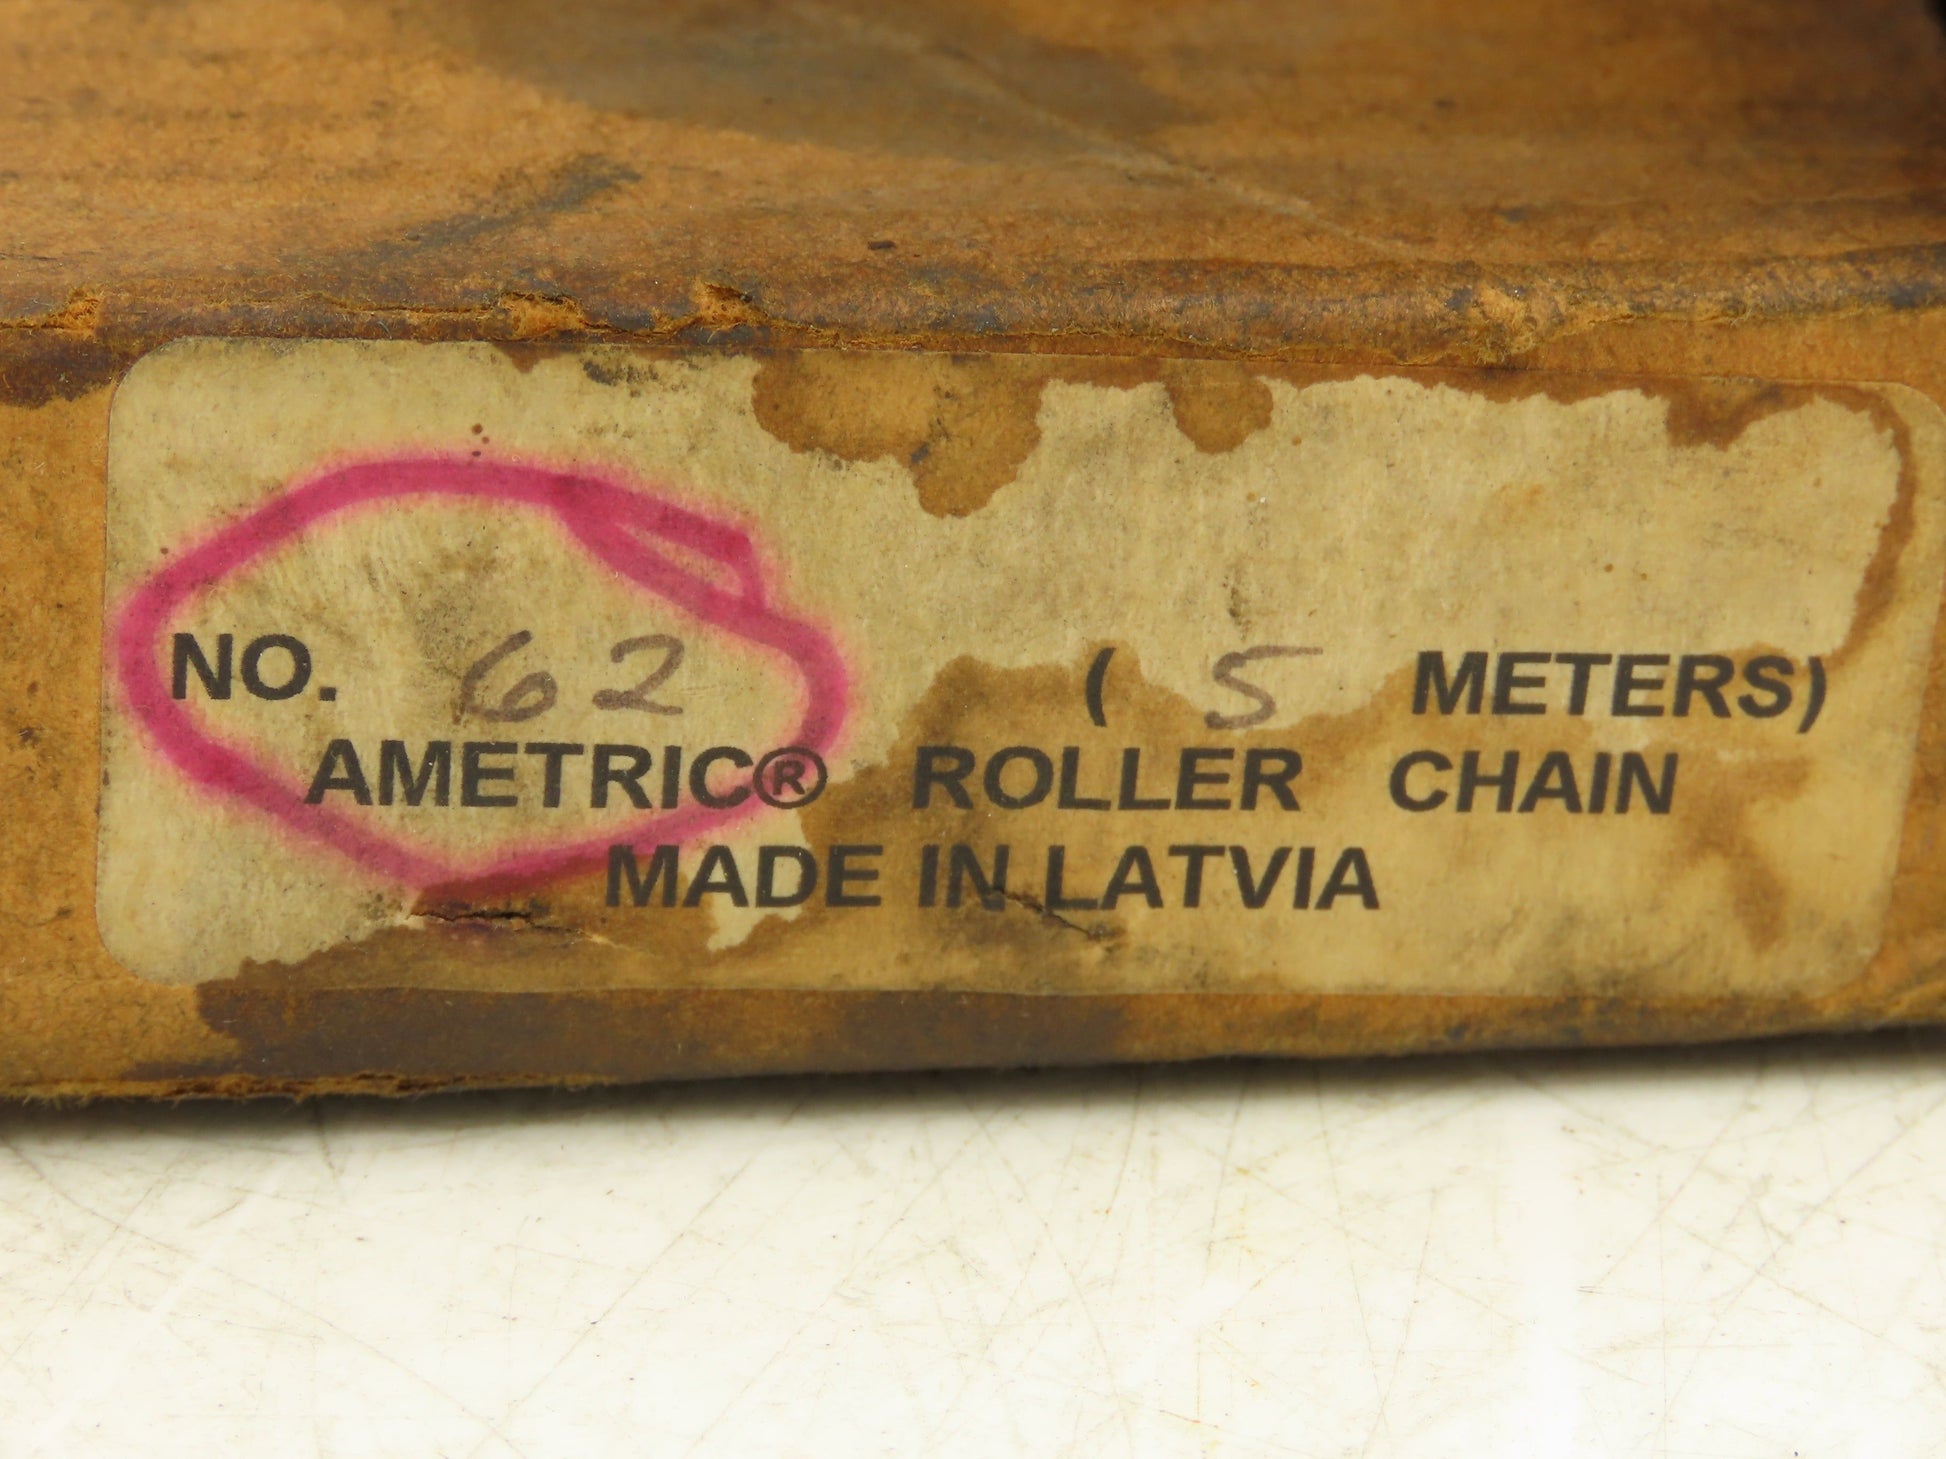 NO. 62 ( 5 METERS)
AMETRIC® ROLLER CHAIN
MADE IN LATVIA